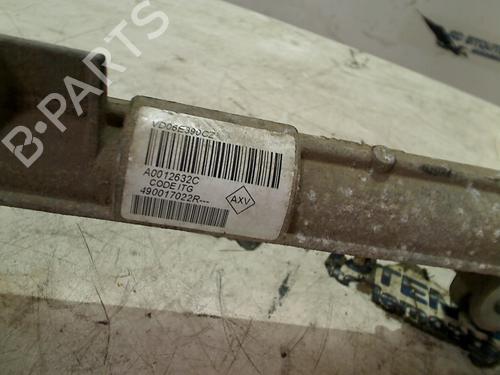 B-PARTS
VD06E390CZ
A0012632C
CODE ITG
490017022R---
AXV